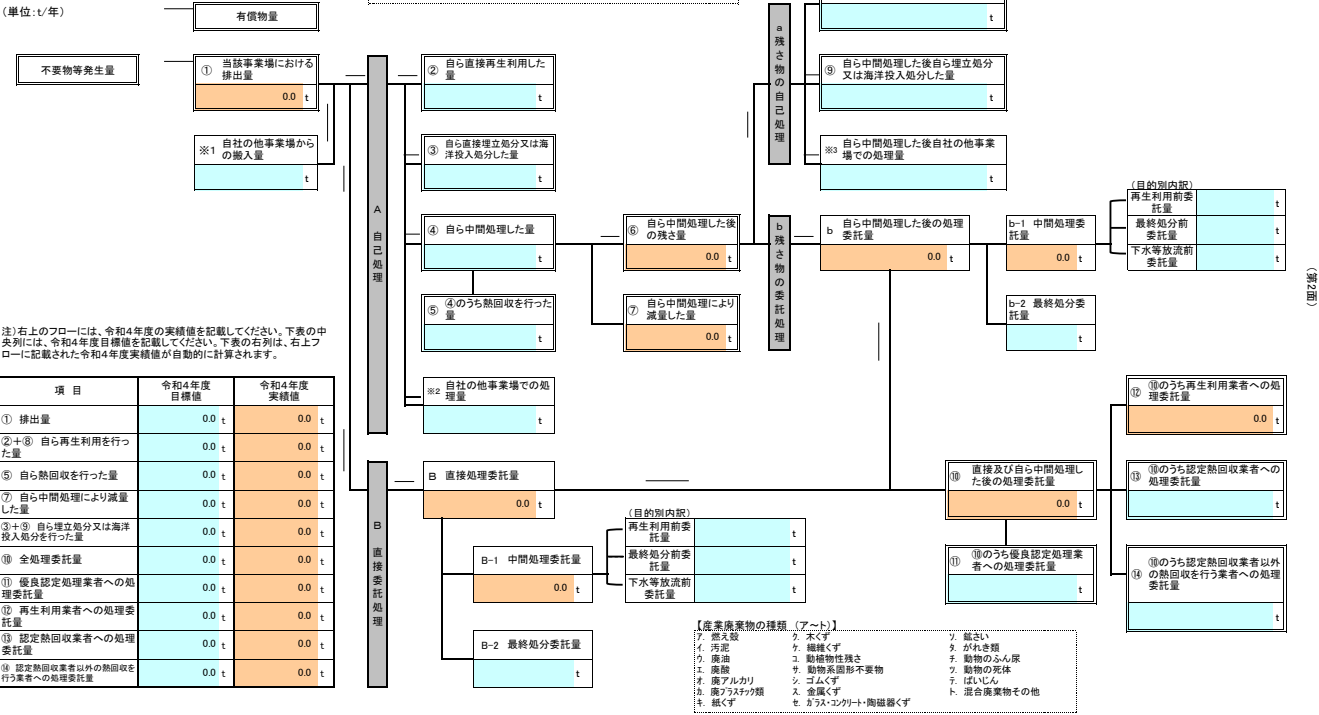 （単位：t／年）
有償物量
不要物等発生量
① 当該事業場における
排出量
0.0 t
※1 自社の他事業場から
の搬入量
t
A
自
己
処
理
② 自ら直接再生利用した
量
t
③ 自ら直接埋立処分又は海
洋投入処分した量
t
④ 自ら中間処理した量
t
⑤ ④のうち熱回収を行った
量
t
※2 自社の他事業場での処
理量
t
⑥ 自ら中間処理した後
の残さ量
0.0 t
⑦ 自ら中間処理により
減量した量
0.0 t
a
残
さ
物
の
自
己
処
理
t
⑨ 自ら中間処理した後自ら埋立処分
又は海洋投入処分した量
t
※3 自ら中間処理した後自社の他事業
場での処理量
t
b
残
さ
物
の
委
託
処
理
b 自ら中間処理した後の処理
委託量
0.0 t
b-1 中間処理委
託量
0.0 t
b-2 最終処分委
託量
t
（目的別内訳）
再生利用前委
託量 t
最終処分前
委託量 t
下水等放流前
委託量 t
（第2面）
注）右上のフローには、令和4年度の実績値を記載してください。下表の中
央列には、令和4年度目標値を記載してください。下表の右列は、右上フ
ローに記載された令和4年度実績値が自動的に計算されます。
項 目 令和4年度 令和4年度
目標値 実績値
① 排出量 0.0 t 0.0 t
②＋⑧ 自ら再生利用を行っ
た量 0.0 t 0.0 t
⑤ 自ら熱回収を行った量 0.0 t 0.0 t
⑦ 自ら中間処理により減量
した量 0.0 t 0.0 t
③＋⑨ 自ら埋立処分又は海洋
投入処分を行った量 0.0 t 0.0 t
⑩ 全処理委託量 0.0 t 0.0 t
⑪ 優良認定処理業者への処
理委託量 0.0 t 0.0 t
⑫ 再生利用業者への処理委
託量 0.0 t 0.0 t
⑬ 認定熱回収業者への処理
委託量 0.0 t 0.0 t
⑭ 認定熱回収業者以外の熱回収を
行う業者への処理委託量 0.0 t 0.0 t
B
直
接
委
託
処
理
B 直接処理委託量
0.0 t
B-1 中間処理委託量
0.0 t
B-2 最終処分委託量
t
（目的別内訳）
再生利用前委
託量 t
最終処分前委
託量 t
下水等放流前
委託量 t
⑩ 直接及び自ら中間処理し
た後の処理委託量
0.0 t
⑪ ⑩のうち優良認定処理業
者への処理委託量
t
⑫ ⑩のうち再生利用業者への処
理委託量
0.0 t
⑬ ⑩のうち認定熱回収業者への
処理委託量
t
⑭ ⑩のうち認定熱回収業者以外
の熱回収を行う業者への処理
委託量
t
【産業廃棄物の種類 （ア～ト）】
ア. 燃え殻 ク. 木くず ソ. 鉱さい
イ. 汚泥 ケ. 繊維くず タ. がれき類
ウ. 廃油 コ. 動植物性残さ チ. 動物のふん尿
エ. 廃酸 サ. 動物系固形不要物 ツ. 動物の死体
オ. 廃アルカリ シ. ゴムくず テ. ばいじん
カ. 廃プラスチック類 ス. 金属くず ト. 混合廃棄物その他
キ. 紙くず セ. ガラス・コンクリート・陶磁器くず